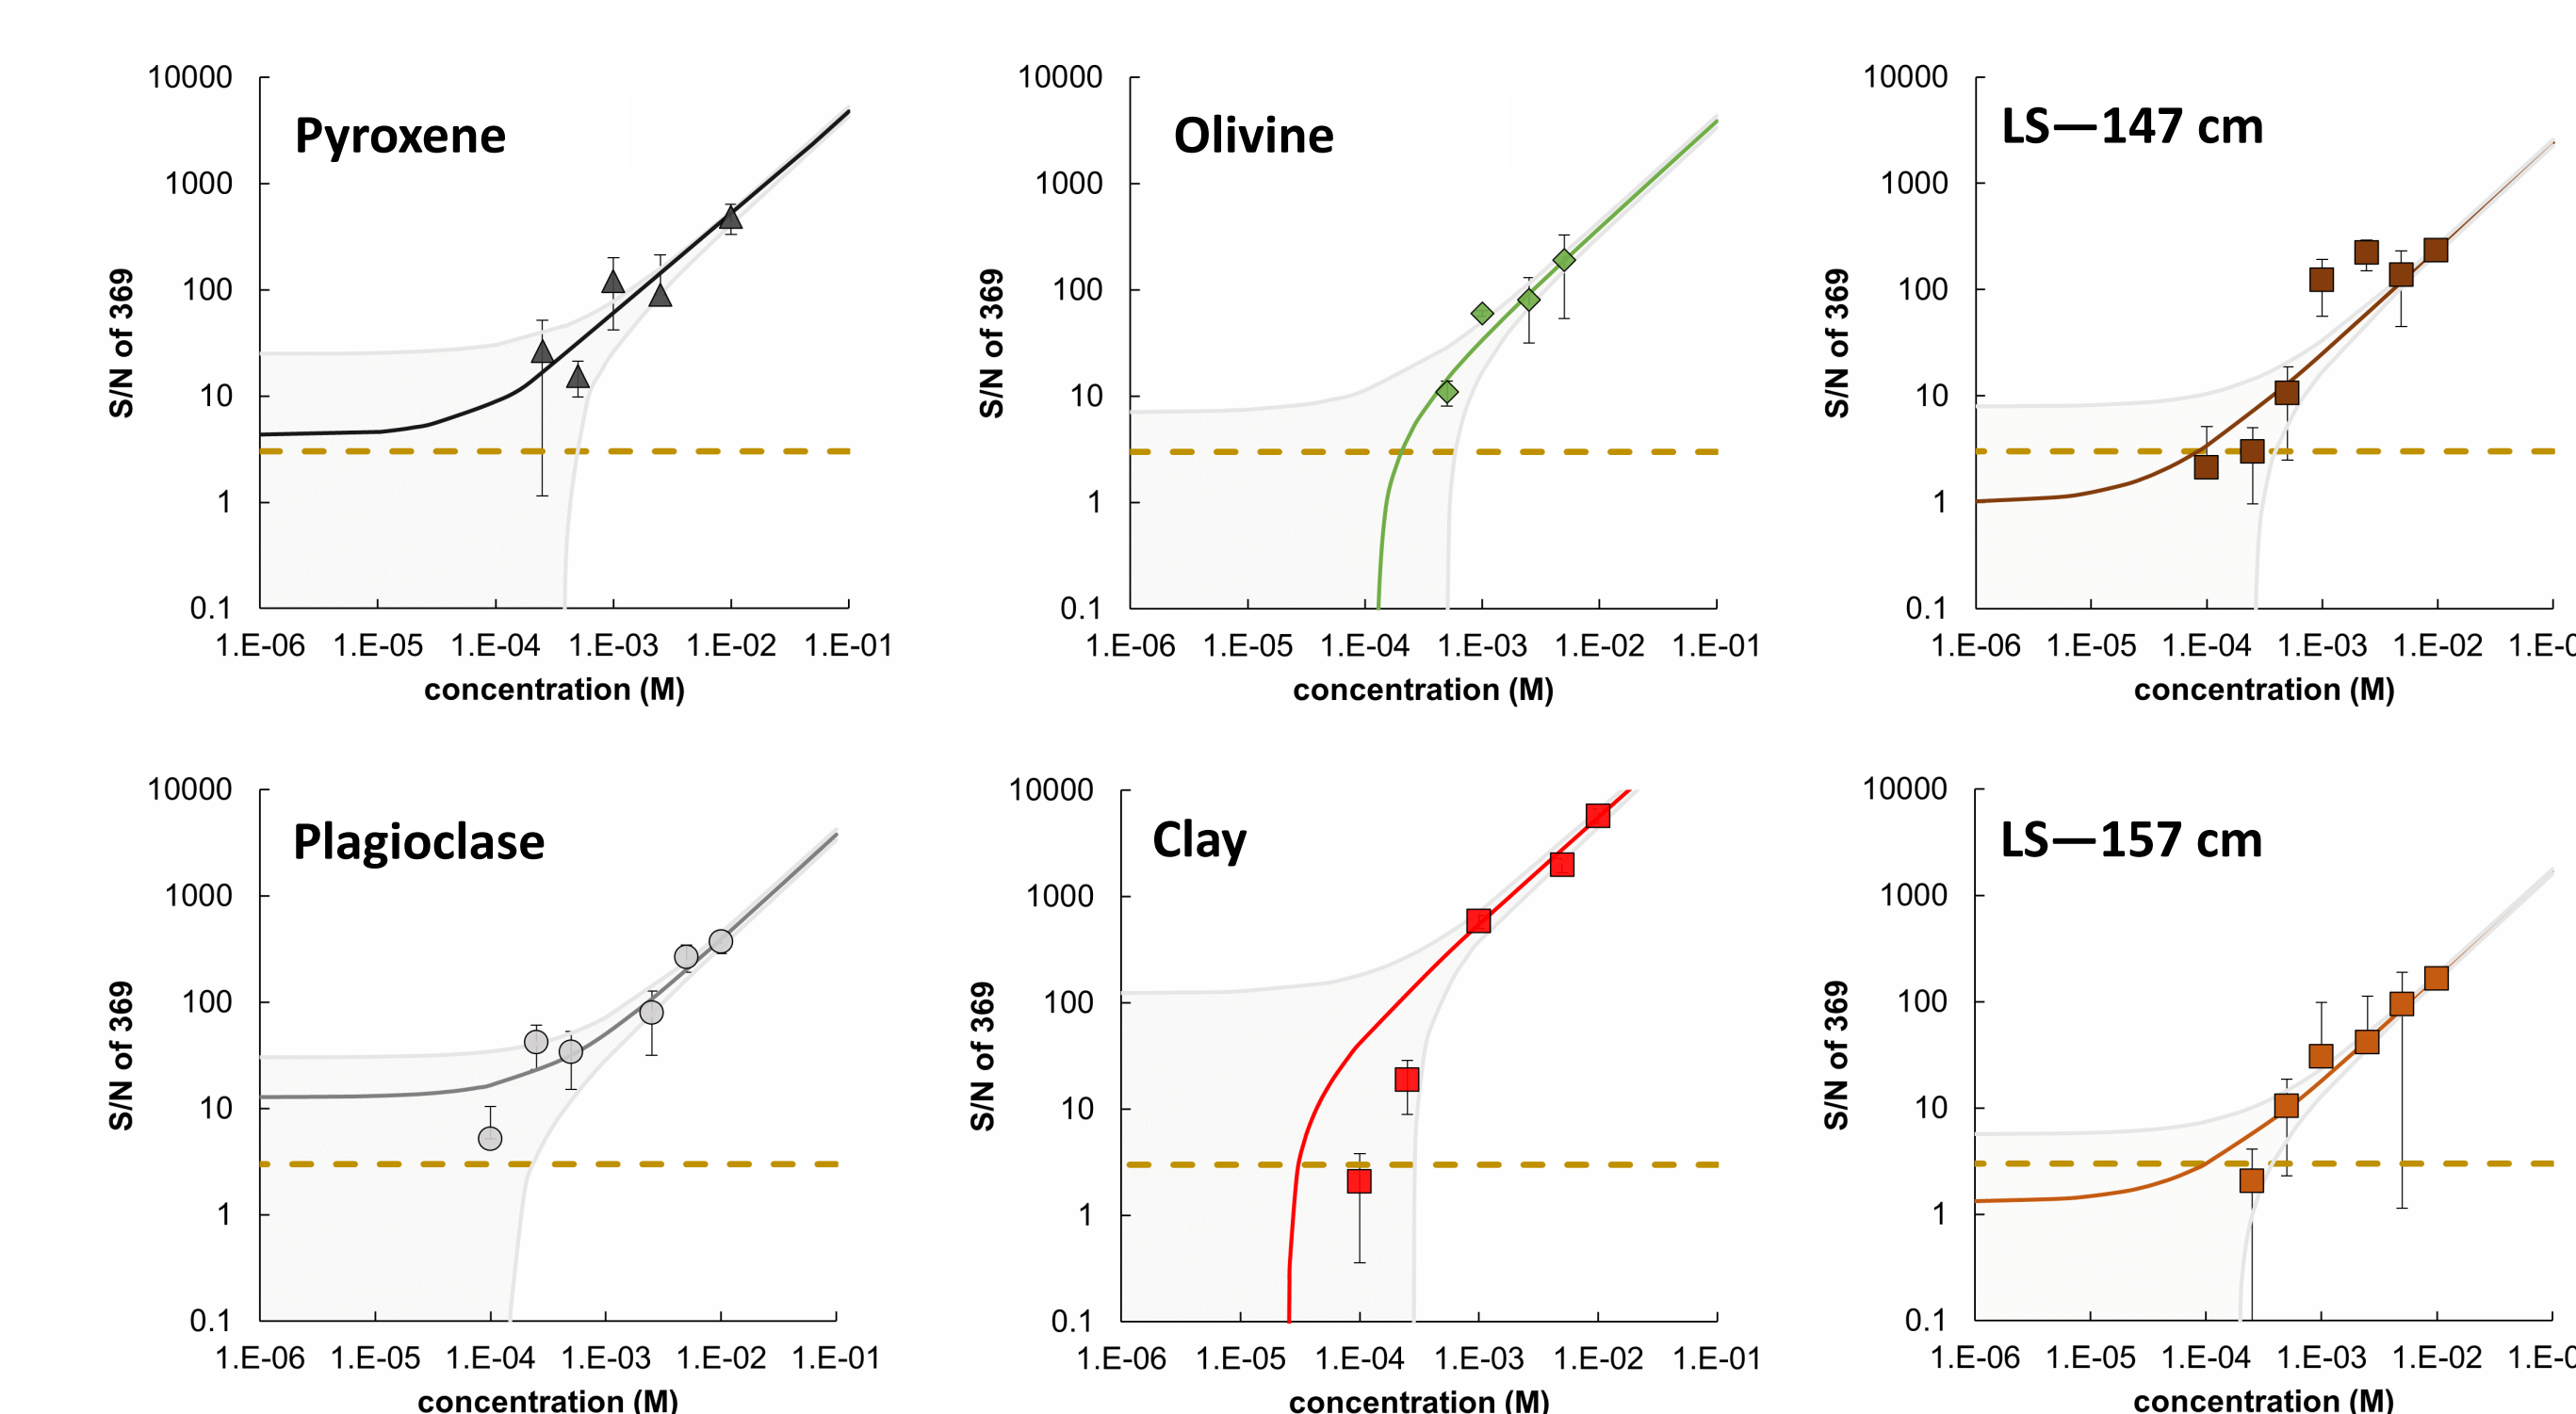 Pyroxene
10000
1000
100
10
1
0.1
S/N of 369
1.E-06 1.E-05 1.E-04 1.E-03 1.E-02 1.E-01
concentration (M)
Olivine
10000
1000
100
10
1
0.1
S/N of 369
1.E-06 1.E-05 1.E-04 1.E-03 1.E-02 1.E-01
concentration (M)
LS—147 cm
10000
1000
100
10
1
0.1
S/N of 369
1.E-06 1.E-05 1.E-04 1.E-03 1.E-02
concentration (M)
Plagioclase
10000
1000
100
10
1
0.1
S/N of 369
1.E-06 1.E-05 1.E-04 1.E-03 1.E-02 1.E-01
concentration (M)
Clay
10000
1000
100
10
1
0.1
S/N of 369
1.E-06 1.E-05 1.E-04 1.E-03 1.E-02 1.E-01
concentration (M)
LS—157 cm
10000
1000
100
10
1
0.1
S/N of 369
1.E-06 1.E-05 1.E-04 1.E-03 1.E-02
concentration (M)